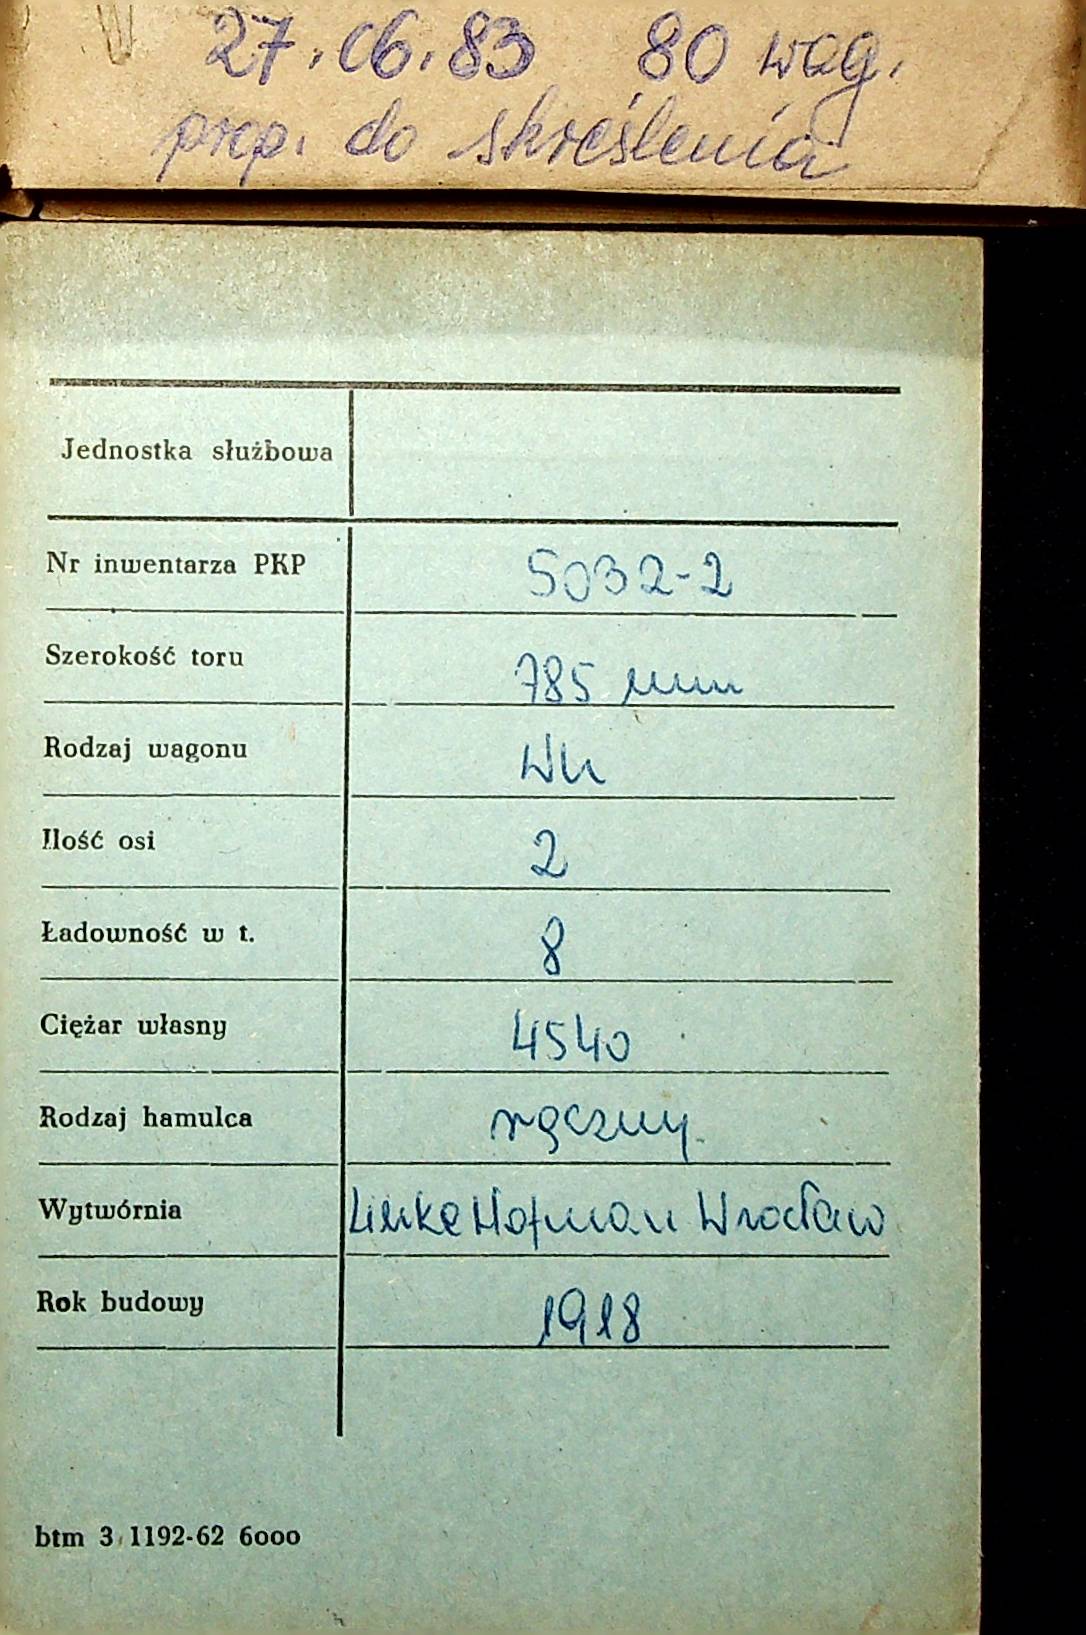 27.06.83 80 wag.
prop. do skreślenia
Jednostka służbowa
Nr inwentarza PKP 5032-2
Szerokość toru 785 mm
Rodzaj wagonu Wh
Ilość osi 2
Ładowność w t. 8
Ciężar własny 4540
Rodzaj hamulca ręczny
Wytwórnia Linke Hofman Wrocław
Rok budowy 1918
btm 3 1192-62 6000